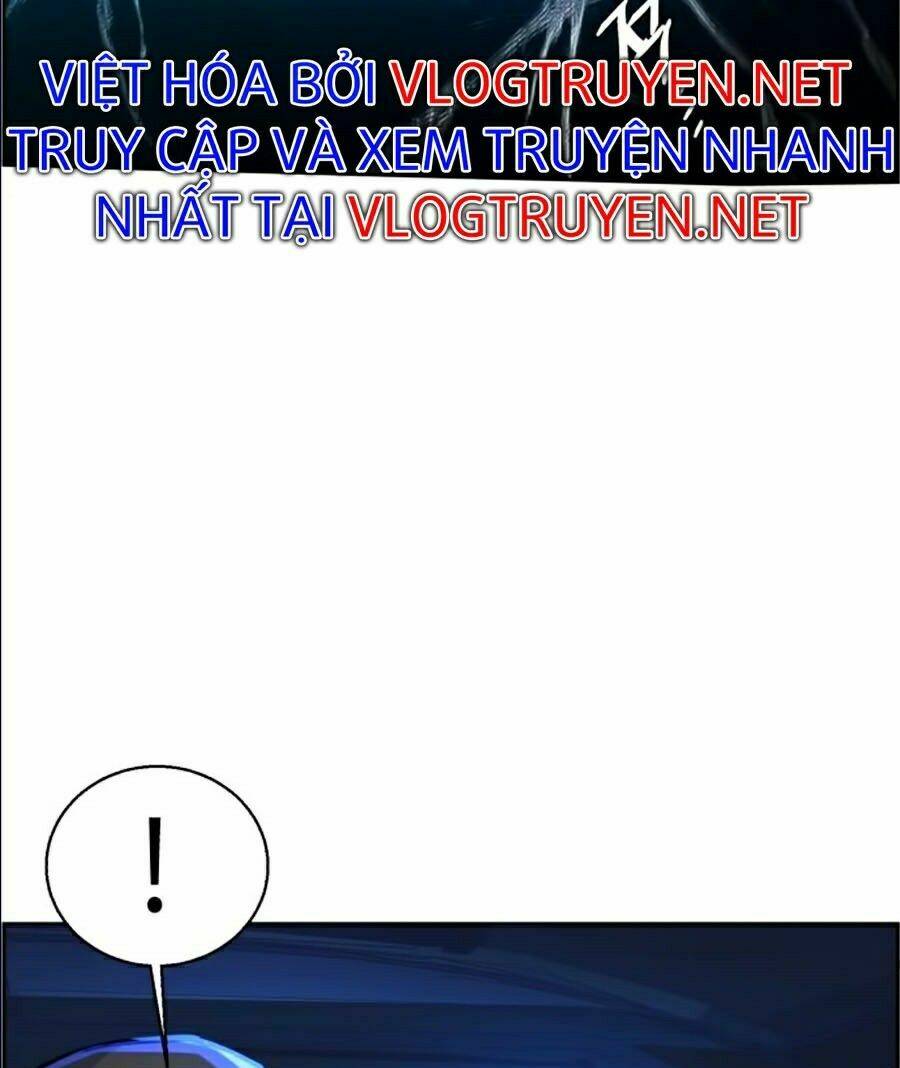 VIỆT HÓA BỞI VLOGTRUYEN.NET
TRUY CẬP VÀ XEM TRUYỆN NHANH
NHẤT TẠI VLOGTRUYEN.NET
!